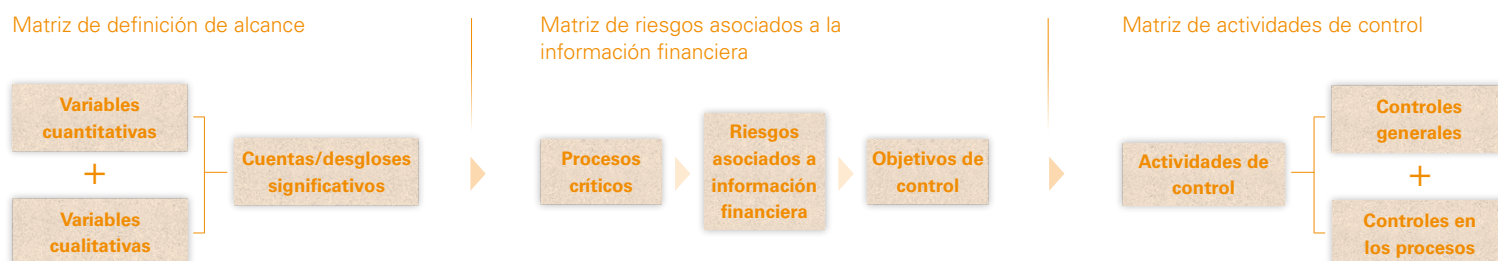 Matriz de definición de alcance
Variables
cuantitativas
+
Variables
cualitativas
Cuentas/desgloses
significativos
Matriz de riesgos asociados a la
información financiera
Procesos
críticos
Riesgos
asociados a
información
financiera
Objetivos de
control
Matriz de actividades de control
Actividades de
control
Controles
generales
+
Controles en
los procesos